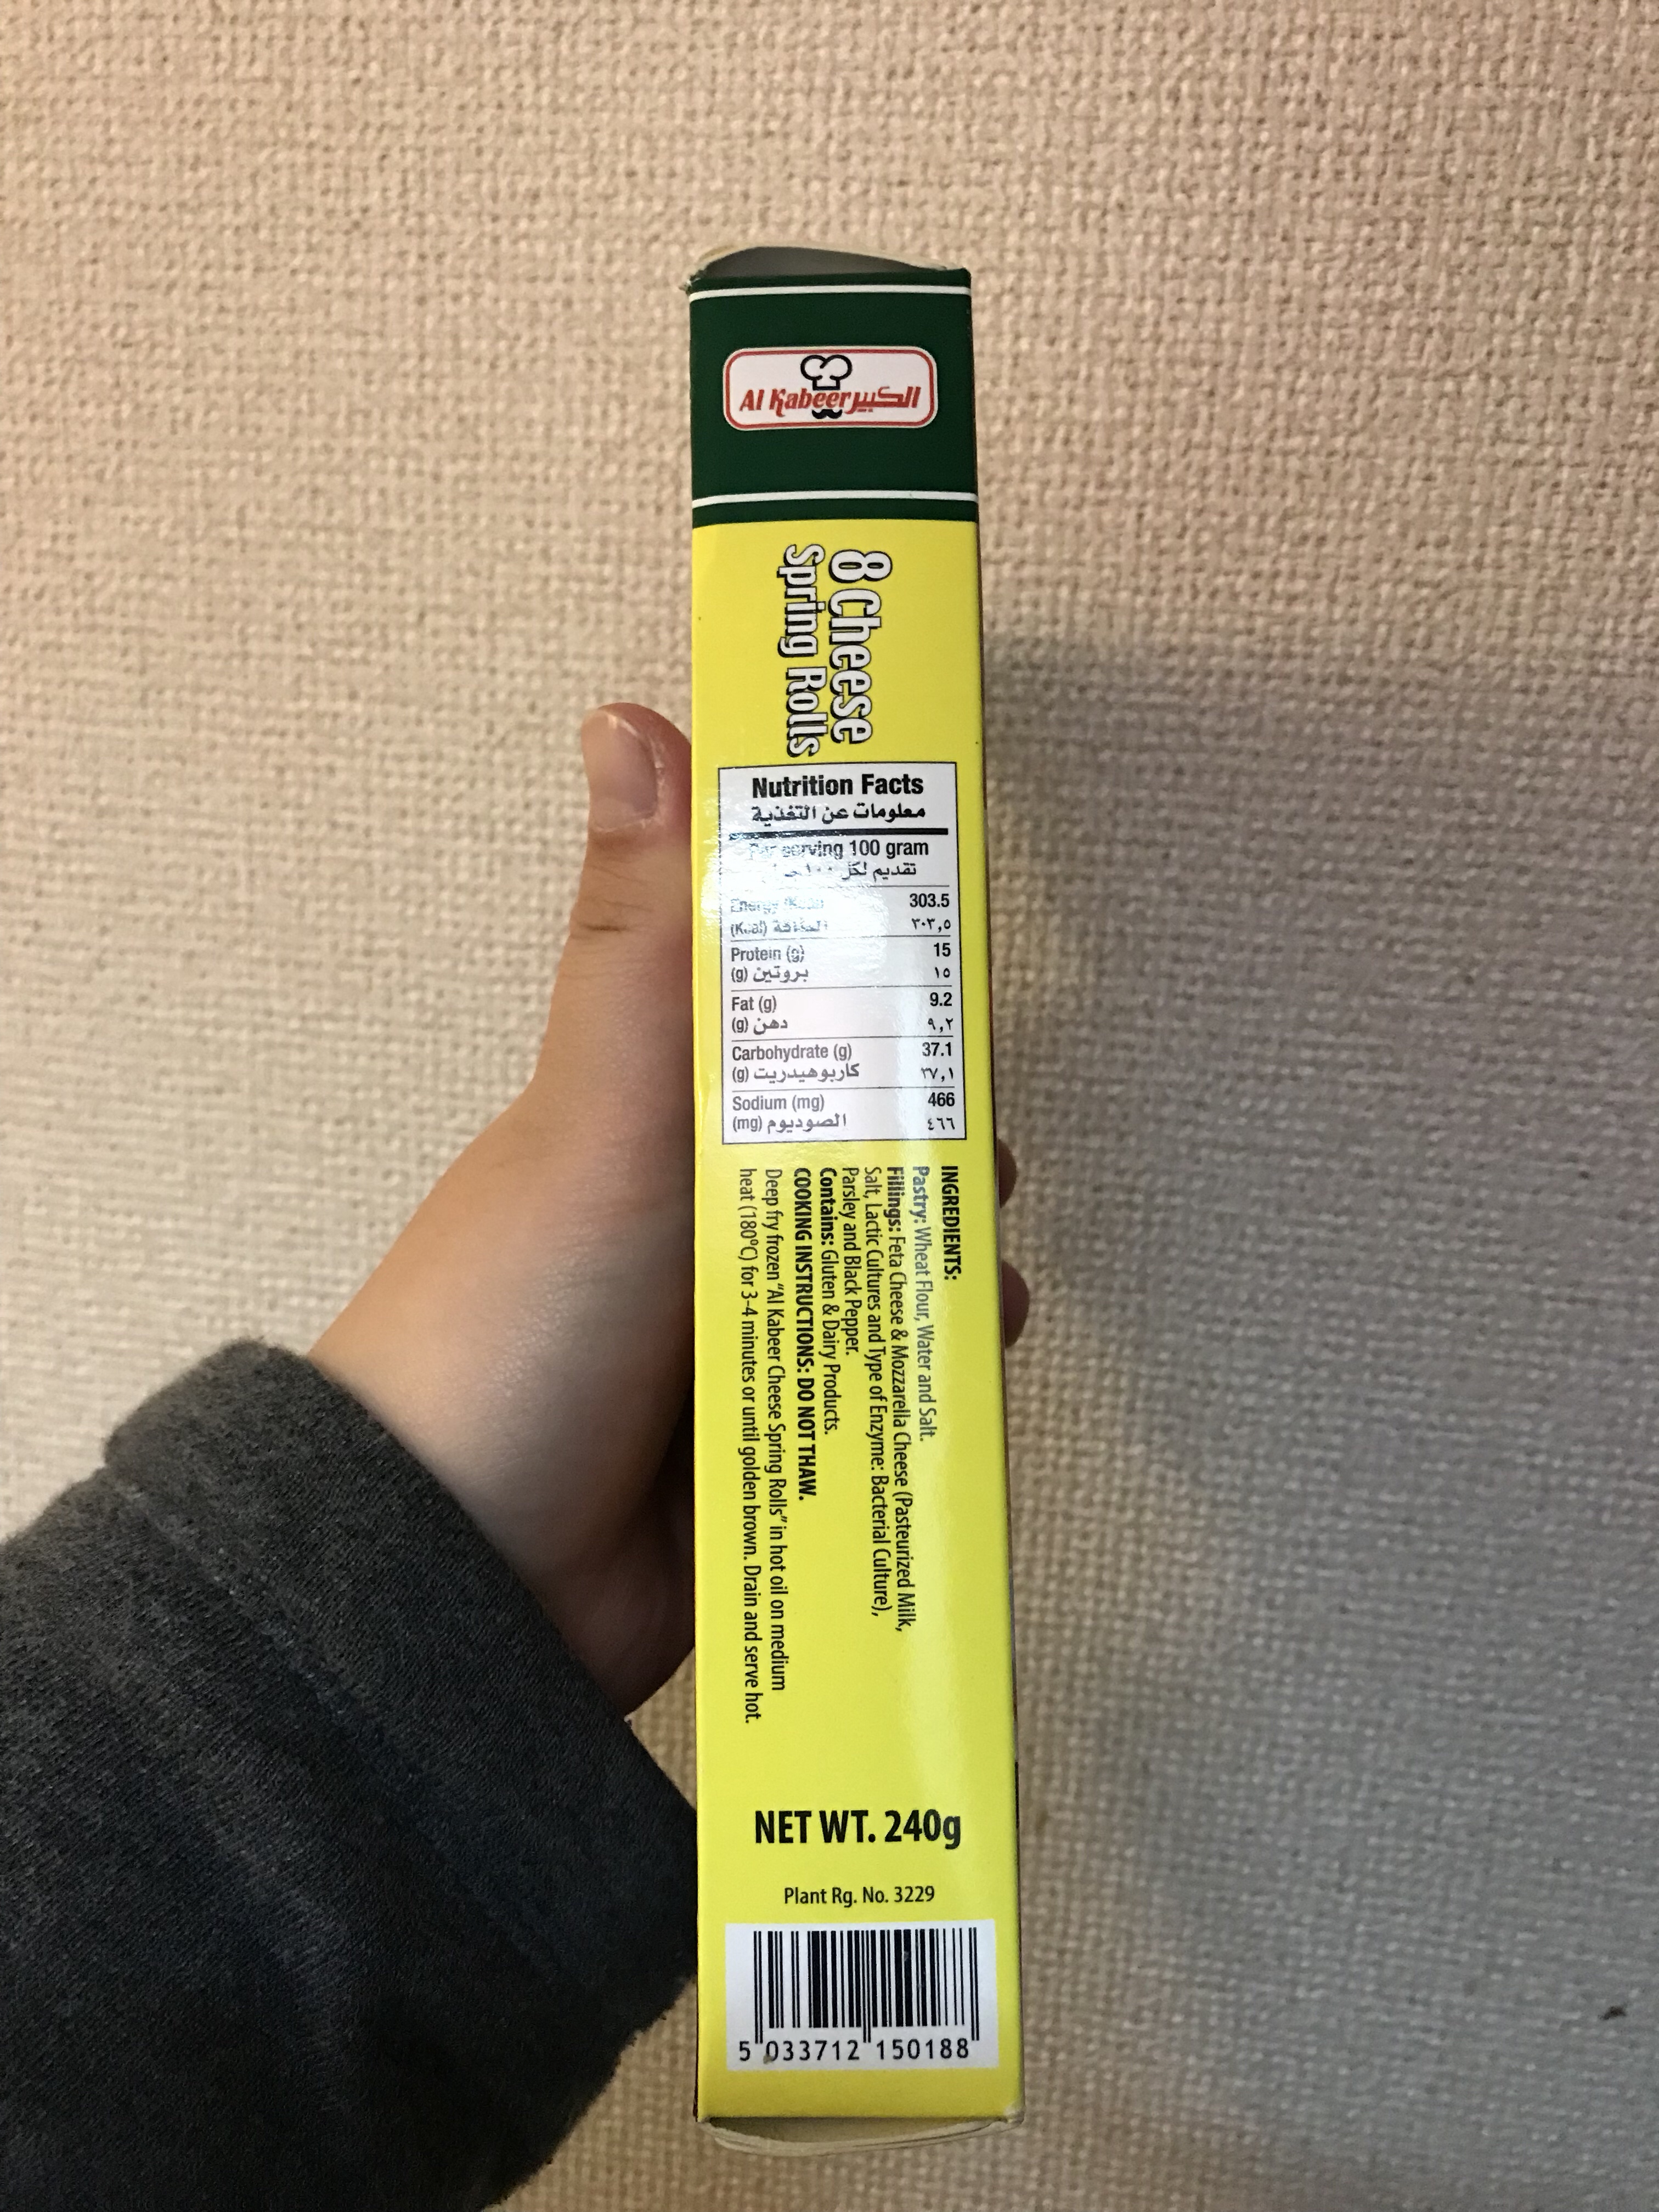 Al Kabeer الكبير
8 Cheese
Spring Rolls
Nutrition Facts
معلومات عن التغذية
Per serving 100 gram
تقديم لكل ١٠٠
Energy (Kcal) 303.5
(Kcal) الطاقة ٣٠٣,٥
Protein (g) 15
(g) بروتين ١٥
Fat (g) 9.2
(g) دهن ٩,٢
Carbohydrate (g) 37.1
(g) كاربوهيدريت ٣٧,١
Sodium (mg) 466
(mg) الصوديوم ٤٦٦
INGREDIENTS:
Pastry: Wheat Flour, Water and Salt.
Fillings: Feta Cheese & Mozzarella Cheese (Pasteurized Milk,
Salt, Lactic Cultures and Type of Enzyme: Bacterial Culture),
Parsley and Black Pepper.
Contains: Gluten & Dairy Products.
COOKING INSTRUCTIONS: DO NOT THAW.
Deep fry frozen "Al Kabeer Cheese Spring Rolls" in hot oil on medium
heat (180°C) for 3-4 minutes or until golden brown. Drain and serve hot.
NET WT. 240g
Plant Rg. No. 3229
5 033712 150188